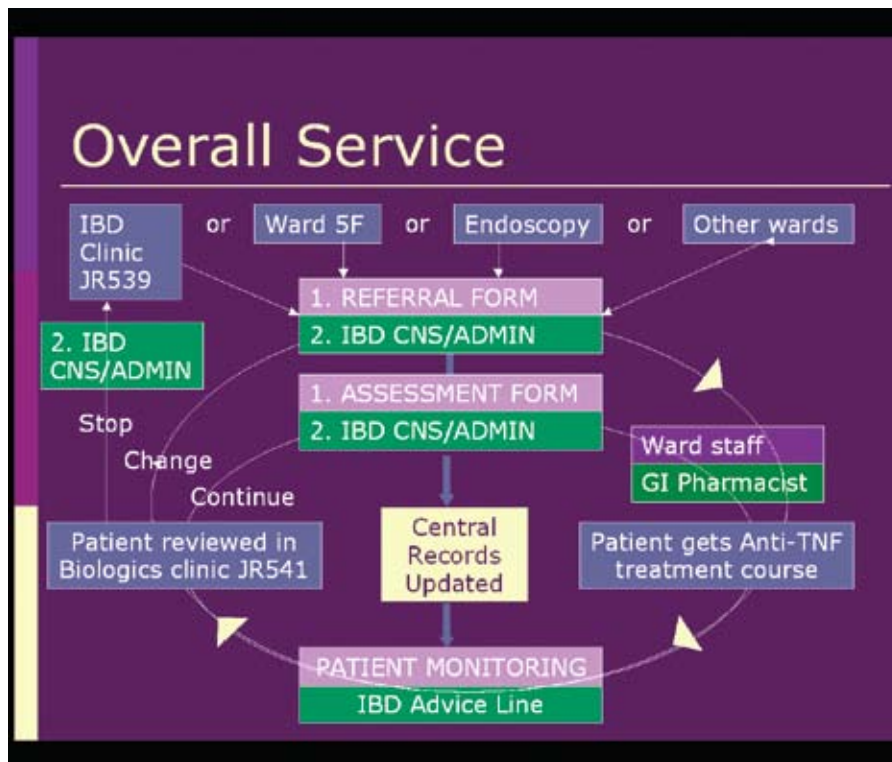 Overall Service
IBD
Clinic
JR539
or
Ward 5F
or
Endoscopy
or
Other wards
1. REFERRAL FORM
2. IBD CNS/ADMIN
2. IBD
CNS/ADMIN
1. ASSESSMENT FORM
2. IBD CNS/ADMIN
Stop
Change
Continue
Ward staff
GI Pharmacist
Patient reviewed in
Biologics clinic JR541
Central
Records
Updated
Patient gets Anti-TNF
treatment course
PATIENT MONITORING
IBD Advice Line